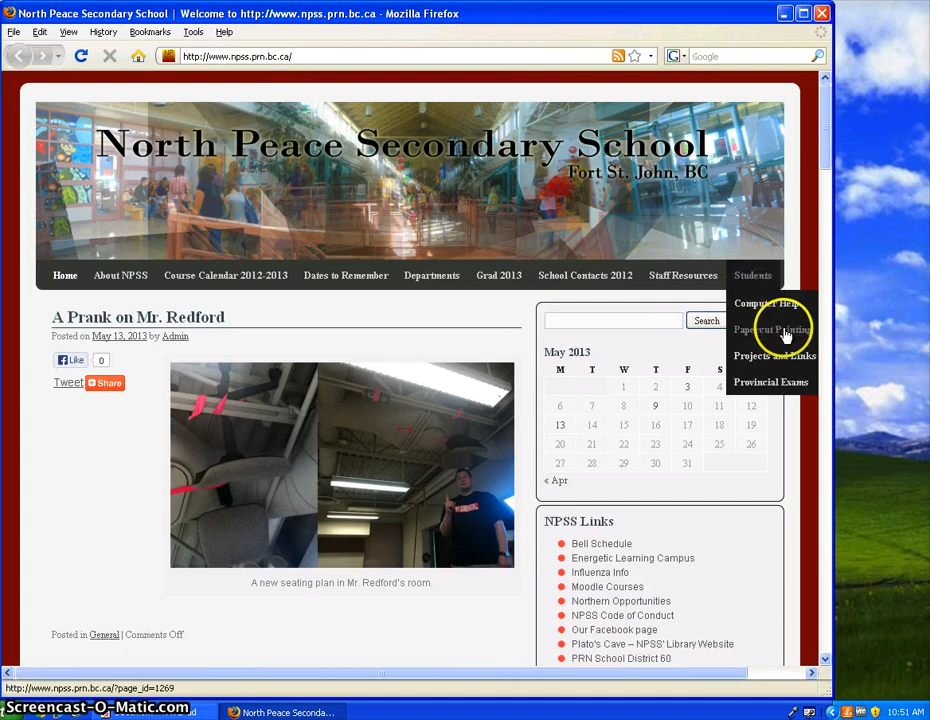 North Peace Secondary School | Welcome to http://www.npss.prn.bc.ca - Mozilla Firefox
File Edit View History Bookmarks Tools Help
http://www.npss.prn.bc.ca/
Google
North Peace Secondary School
Fort St. John, BC
Home About NPSS Course Calendar 2012-2013 Dates to Remember Departments Grad 2013 School Contacts 2012 Staff Resources Students
Computer Help
Papercut Printing
Projects and Links
Provincial Exams
A Prank on Mr. Redford
Posted on May 13, 2013 by Admin
Like 0
Tweet Share
A new seating plan in Mr. Redford's room.
Posted in General | Comments Off
Search
May 2013
M T W T F S
1 2 3 4
6 7 8 9 10 11 12
13 14 15 16 17 18 19
20 21 22 23 24 25 26
27 28 29 30 31
« Apr
NPSS Links
Bell Schedule
Energetic Learning Campus
Influenza Info
Moodle Courses
Northern Opportunities
NPSS Code of Conduct
Our Facebook page
Plato's Cave – NPSS' Library Website
PRN School District 60
http://www.npss.prn.bc.ca/?page_id=1269
Screencast-O-Matic.com
North Peace Seconda...
10:51 AM